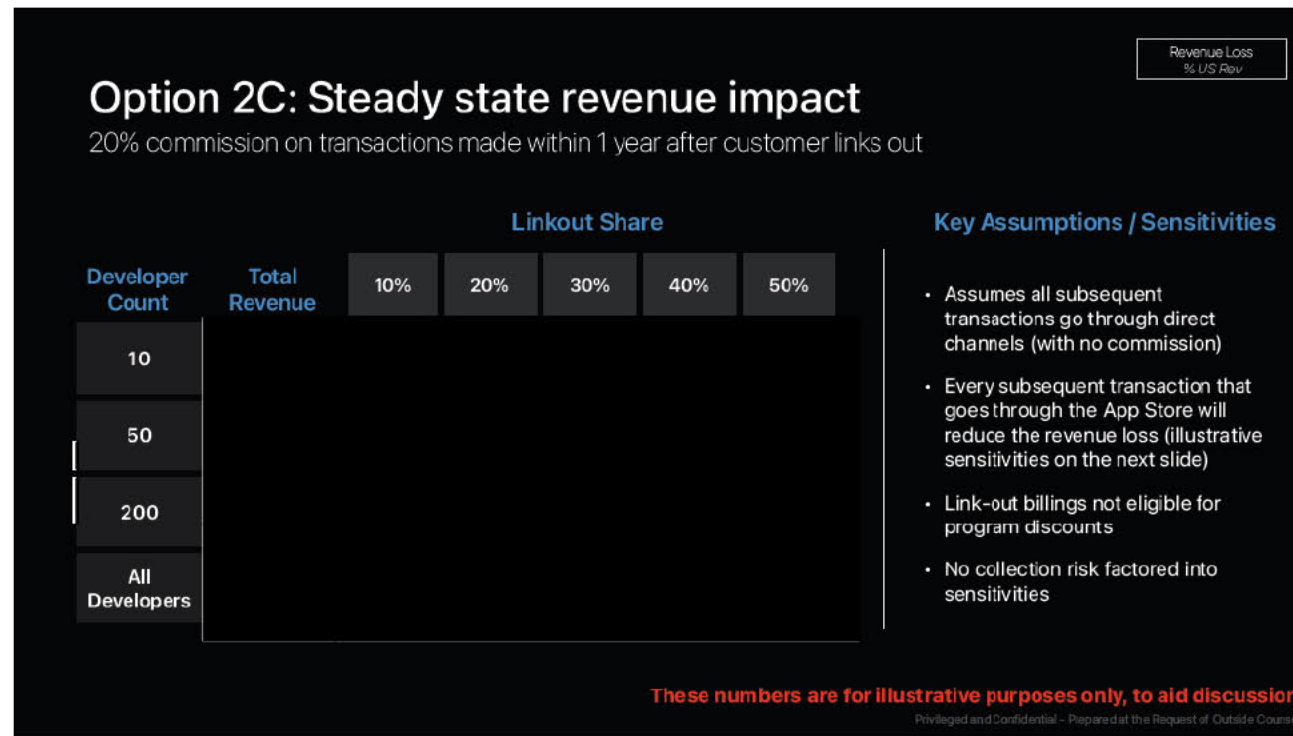 Revenue Loss
% US Rev
Option 2C: Steady state revenue impact
20% commission on transactions made within 1 year after customer links out
Linkout Share
Developer Count
Total Revenue
10%
20%
30%
40%
50%
10
50
200
All Developers
Key Assumptions / Sensitivities
• Assumes all subsequent
transactions go through direct
channels (with no commission)
• Every subsequent transaction that
goes through the App Store will
reduce the revenue loss (illustrative
sensitivities on the next slide)
• Link-out billings not eligible for
program discounts
• No collection risk factored into
sensitivities
These numbers are for illustrative purposes only, to aid discussion
Privileged and Confidential – Prepared at the Request of Outside Couns